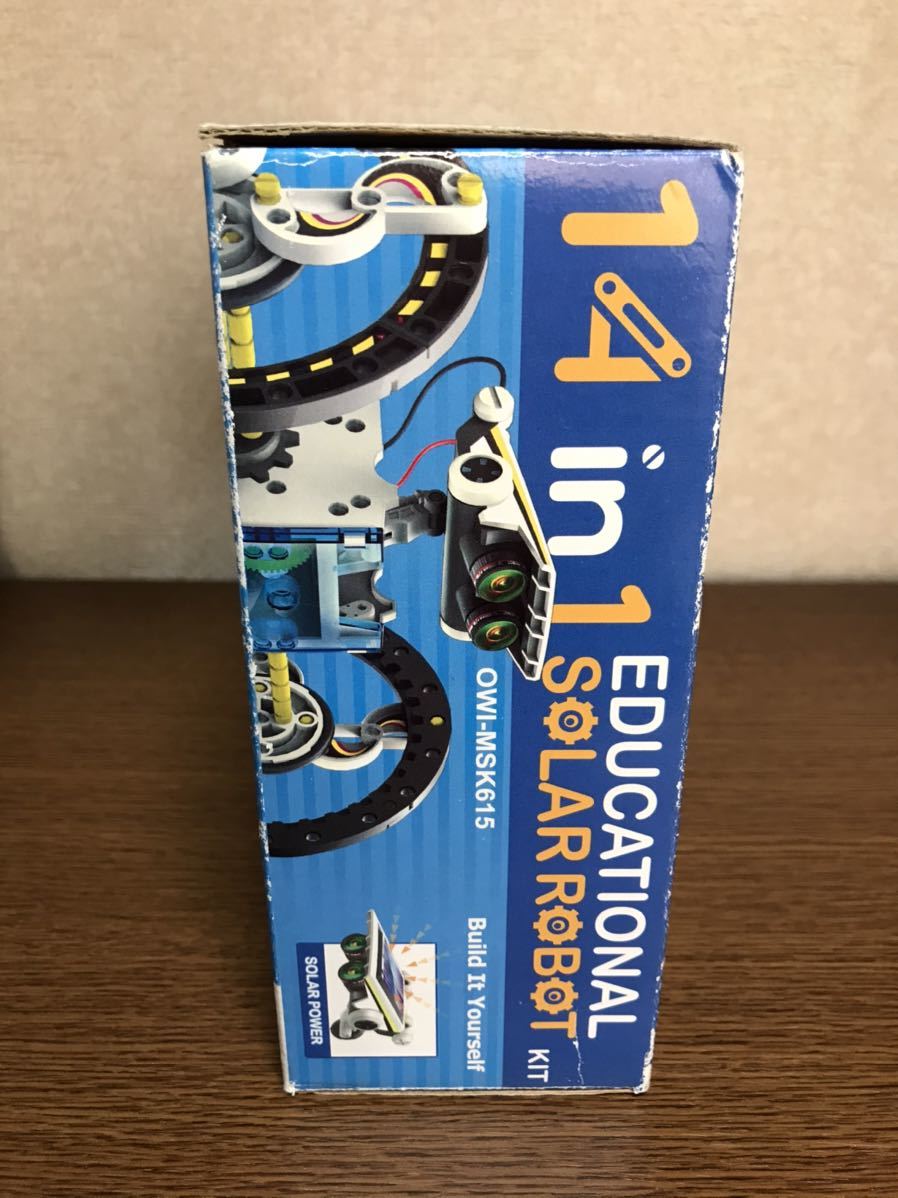 14 in 1
EDUCATIONAL
SOLAR ROBOT KIT
OWI-MSK615
Build It Yourself
SOLAR POWER